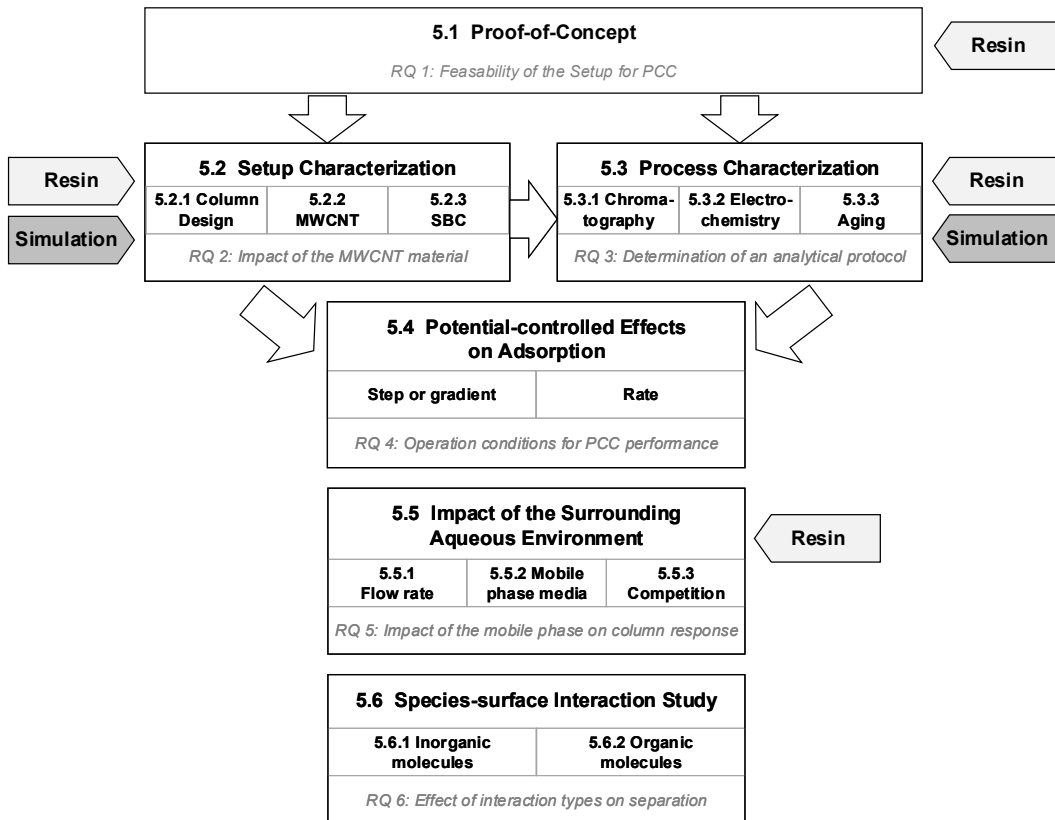 5.1 Proof-of-Concept
RQ 1: Feasability of the Setup for PCC
Resin
Resin
Simulation
5.2 Setup Characterization
5.2.1 Column
Design
5.2.2
MWCNT
5.2.3
SBC
RQ 2: Impact of the MWCNT material
5.3 Process Characterization
5.3.1 Chroma-
tography
5.3.2 Electro-
chemistry
5.3.3
Aging
RQ 3: Determination of an analytical protocol
Resin
Simulation
5.4 Potential-controlled Effects
on Adsorption
Step or gradient
Rate
RQ 4: Operation conditions for PCC performance
5.5 Impact of the Surrounding
Aqueous Environment
5.5.1
Flow rate
5.5.2 Mobile
phase media
5.5.3
Competition
RQ 5: Impact of the mobile phase on column response
Resin
5.6 Species-surface Interaction Study
5.6.1 Inorganic
molecules
5.6.2 Organic
molecules
RQ 6: Effect of interaction types on separation